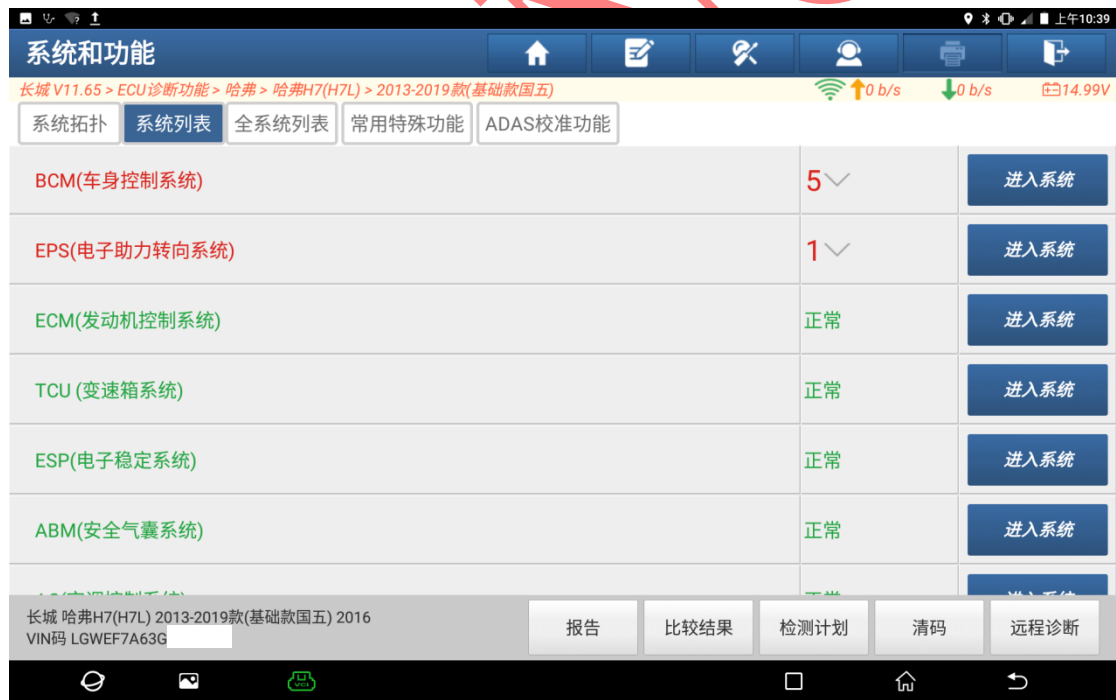 上午10:39
系统和功能
长城 V11.65 > ECU诊断功能 > 哈弗 > 哈弗H7(H7L) > 2013-2019款(基础款国五) 0 b/s 0 b/s 14.99V
系统拓扑 系统列表 全系统列表 常用特殊功能 ADAS校准功能
BCM(车身控制系统) 5 进入系统
EPS(电子助力转向系统) 1 进入系统
ECM(发动机控制系统) 正常 进入系统
TCU (变速箱系统) 正常 进入系统
ESP(电子稳定系统) 正常 进入系统
ABM(安全气囊系统) 正常 进入系统
长城 哈弗H7(H7L) 2013-2019款(基础款国五) 2016
VIN码 LGWEF7A63G
报告 比较结果 检测计划 清码 远程诊断
VCI